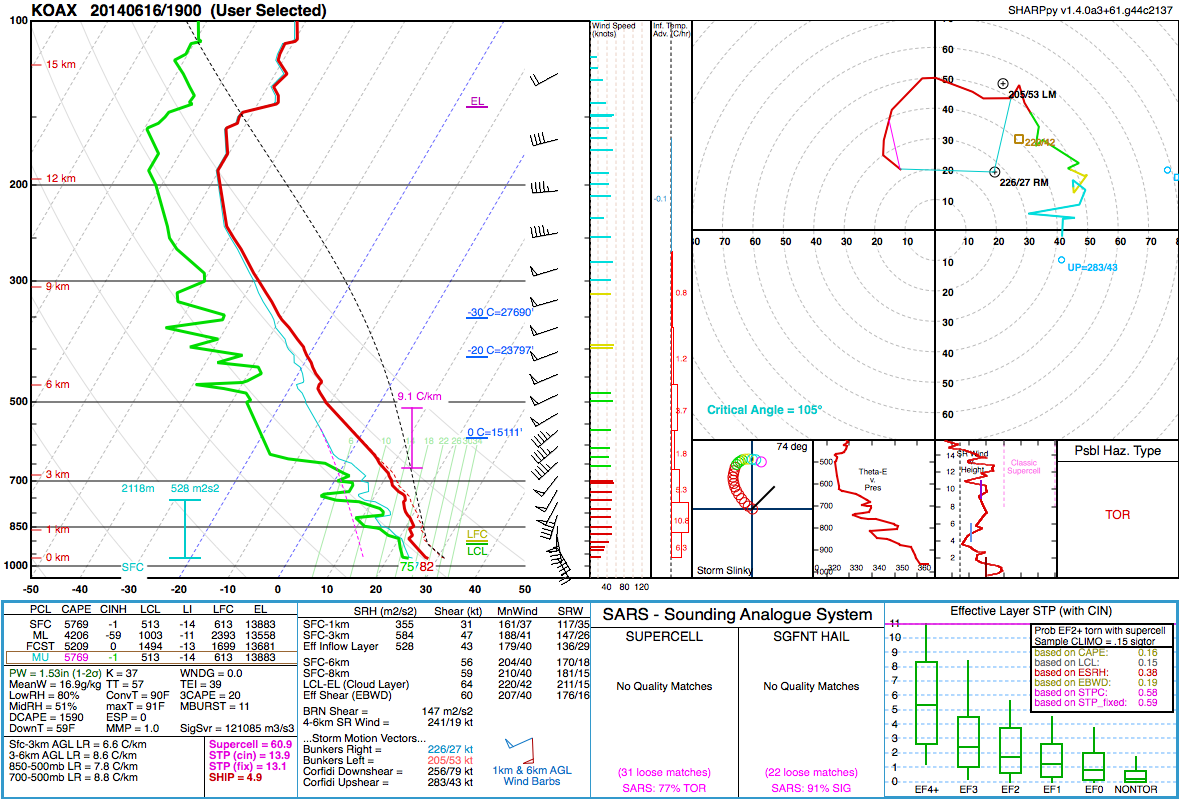 KOAX 20140616/1900 (User Selected)
SHARPpy v1.4.0a3+61.g44c2137
100
200
300
400
500
700
850
1000
15 km
12 km
9 km
6 km
3 km
1 km
0 km
EL
-30 C=27690'
-20 C=23797'
0 C=15111'
9.1 C/km
2118m 528 m2s2
SFC
LFC
LCL
75 82
-50 -40 -30 -20 -10 0 10 20 30 40 50
Wind Speed
(knots)
40 80 120
Inf. Temp.
Adv. (C/hr)
-0.1
0.8
1.2
3.7
1.8
5.3
10.8
6.3
60
50
40
30
20
10
70 60 50 40 30 20 10 10 20 30 40 50 60 70
10
20
30
40
50
60
205/53 LM
226/27 RM
UP=283/43
Critical Angle = 105°
74 deg
Storm Slinky
Theta-E
v.
Pres
500
600
700
800
900
320 330 340 350 360
SR Wind
Height
Classic
Supercell
14
12
10
8
6
4
2
Psbl Haz. Type
TOR
PCL CAPE CINH LCL LI LFC EL
SFC 5769 -1 513 -14 613 13883
ML 4206 -59 1003 -11 2393 13558
FCST 5209 0 1494 -13 1699 13681
MU 5769 -1 513 -14 613 13883
PW = 1.53in (1-2σ) K = 37 WNDG = 0.0
MeanW = 16.9g/kg TT = 57 TEI = 39
LowRH = 80% ConvT = 90F 3CAPE = 20
MidRH = 51% maxT = 91F MBURST = 11
DCAPE = 1590 ESP = 0
DownT = 59F MMP = 1.0 SigSvr = 121085 m3/s3
Sfc-3km AGL LR = 6.6 C/km
3-6km AGL LR = 8.6 C/km
850-500mb LR = 7.8 C/km
700-500mb LR = 8.8 C/km
Supercell = 60.9
STP (cin) = 13.9
STP (fix) = 13.1
SHIP = 4.9
SRH (m2/s2) Shear (kt) MnWind SRW
SFC-1km 355 31 161/37 117/35
SFC-3km 584 47 188/41 147/26
Eff Inflow Layer 528 43 179/40 136/29
SFC-6km 56 204/40 170/18
SFC-8km 59 210/40 181/15
LCL-EL (Cloud Layer) 64 220/42 211/15
Eff Shear (EBWD) 60 207/40 176/16
BRN Shear = 147 m2/s2
4-6km SR Wind = 241/19 kt
...Storm Motion Vectors...
Bunkers Right = 226/27 kt
Bunkers Left = 205/53 kt
Corfidi Downshear = 256/79 kt
Corfidi Upshear = 283/43 kt
1km & 6km AGL
Wind Barbs
SARS - Sounding Analogue System
SUPERCELL SGFNT HAIL
No Quality Matches No Quality Matches
(31 loose matches) (22 loose matches)
SARS: 77% TOR SARS: 91% SIG
Effective Layer STP (with CIN)
11
10
9
8
7
6
5
4
3
2
1
0
Prob EF2+ torn with supercell
Sample CLIMO = .15 sigtor
based on CAPE: 0.16
based on LCL: 0.15
based on ESRH: 0.38
based on EBWD: 0.19
based on STPC: 0.58
based on STP_fixed: 0.59
EF4+ EF3 EF2 EF1 EF0 NONTOR